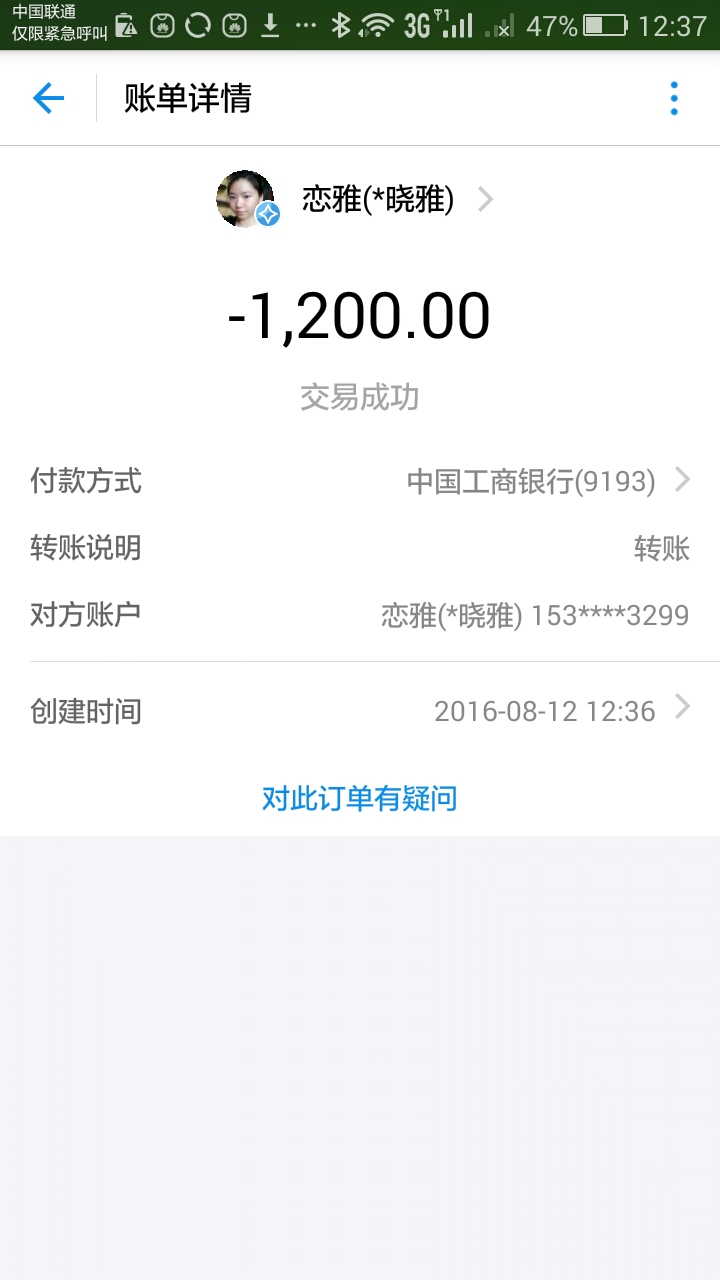 中国联通
仅限紧急呼叫
3G 47% 12:37
账单详情
恋雅(*晓雅)
-1,200.00
交易成功
付款方式 中国工商银行(9193)
转账说明 转账
对方账户 恋雅(*晓雅) 153****3299
创建时间 2016-08-12 12:36
对此订单有疑问